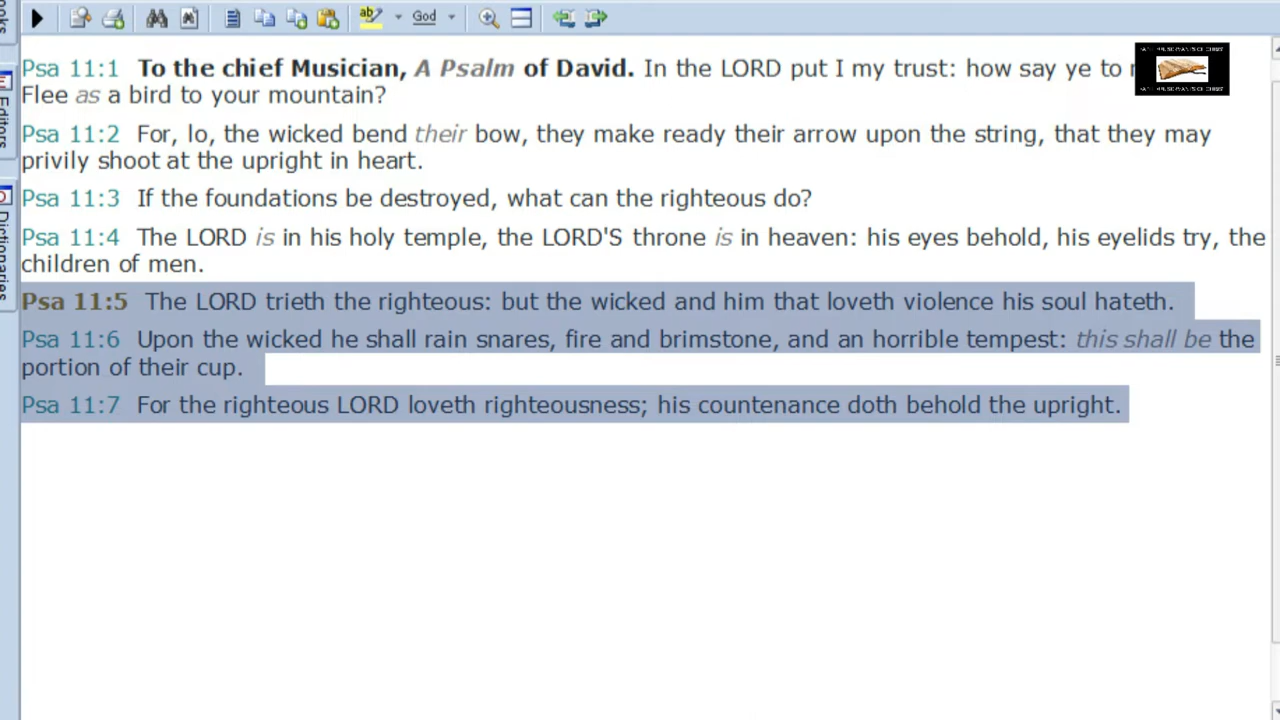 God
ooks
Editors
Dictionaries
Psa 11:1 To the chief Musician, A Psalm of David. In the LORD put I my trust: how say ye to
Flee as a bird to your mountain?
Psa 11:2 For, lo, the wicked bend their bow, they make ready their arrow upon the string, that they may
privily shoot at the upright in heart.
Psa 11:3 If the foundations be destroyed, what can the righteous do?
Psa 11:4 The LORD is in his holy temple, the LORD'S throne is in heaven: his eyes behold, his eyelids try, the
children of men.
Psa 11:5 The LORD trieth the righteous: but the wicked and him that loveth violence his soul hateth.
Psa 11:6 Upon the wicked he shall rain snares, fire and brimstone, and an horrible tempest: this shall be the
portion of their cup.
Psa 11:7 For the righteous LORD loveth righteousness; his countenance doth behold the upright.